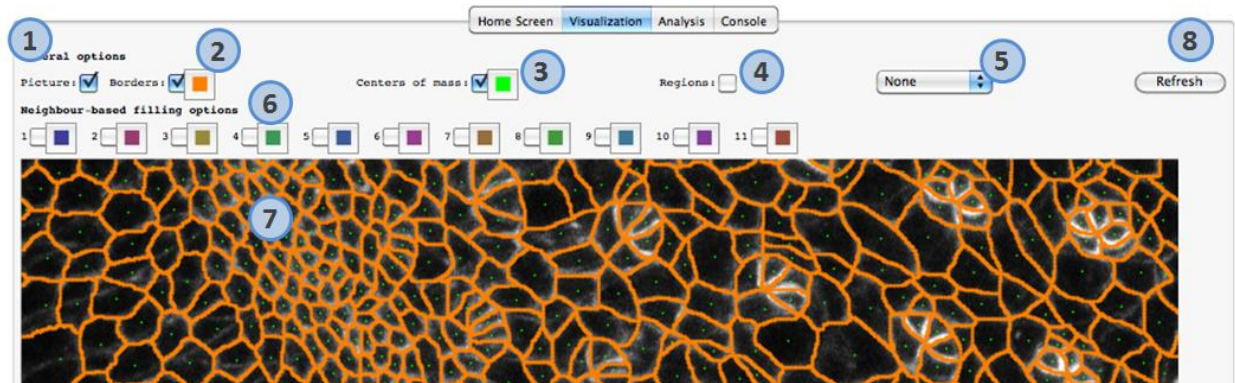 Home Screen Visualization Analysis Console
1 2 3 4 5 8
eral options
Picture: Borders: Centers of mass: Regions: None Refresh
6
Neighbour-based filling options
1 2 3 4 5 6 7 8 9 10 11
7